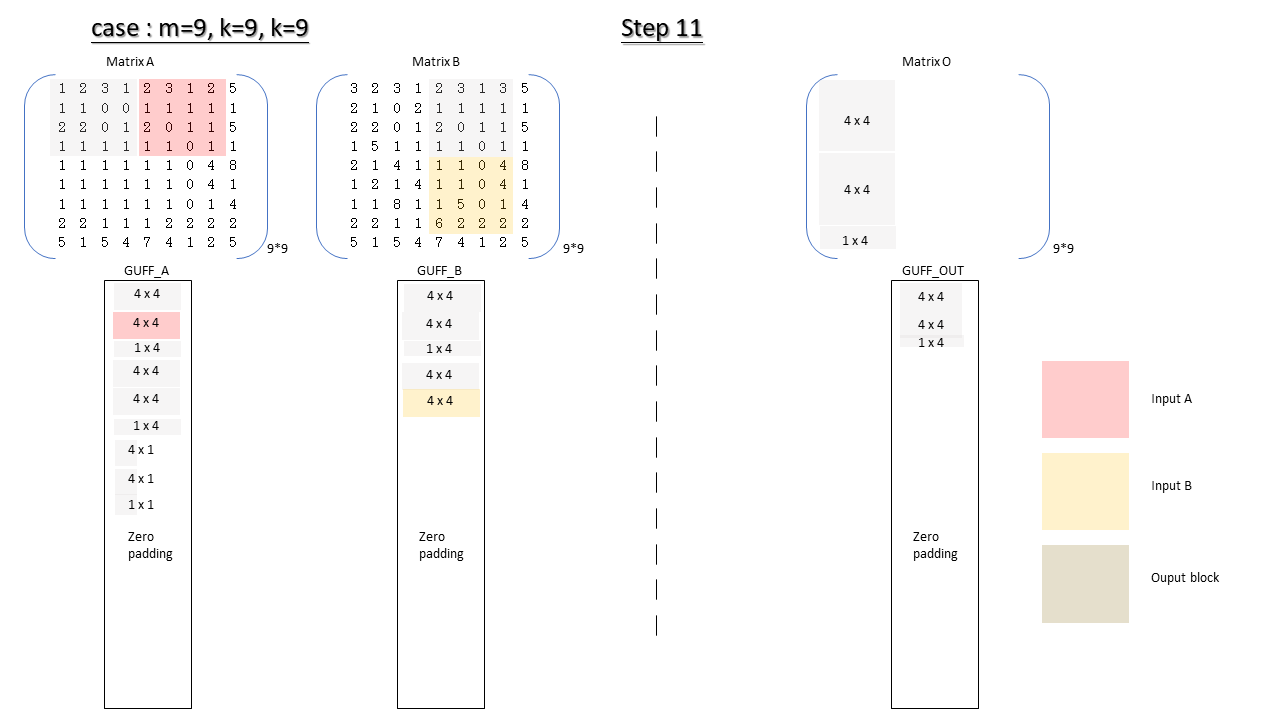 case : m=9, k=9, k=9
Step 11
Matrix A
1 2 3 1 2 3 1 2 5
1 1 0 0 1 1 1 1 1
2 2 0 1 2 0 1 1 5
1 1 1 1 1 1 0 1 1
1 1 1 1 1 1 0 4 8
1 1 1 1 1 1 0 4 1
1 1 1 1 1 1 0 1 4
2 2 1 1 1 2 2 2 2
5 1 5 4 7 4 1 2 5
9*9
Matrix B
3 2 3 1 2 3 1 3 5
2 1 0 2 1 1 1 1 1
2 2 0 1 2 0 1 1 5
1 5 1 1 1 1 0 1 1
2 1 4 1 1 1 0 4 8
1 2 1 4 1 1 0 4 1
1 1 8 1 1 5 0 1 4
2 2 1 1 6 2 2 2 2
5 1 5 4 7 4 1 2 5
9*9
Matrix O
4 x 4
4 x 4
1 x 4
9*9
GUFF_A
4 x 4
4 x 4
1 x 4
4 x 4
4 x 4
1 x 4
4 x 1
4 x 1
1 x 1
Zero
padding
GUFF_B
4 x 4
4 x 4
1 x 4
4 x 4
4 x 4
Zero
padding
GUFF_OUT
4 x 4
4 x 4
1 x 4
Zero
padding
Input A
Input B
Ouput block